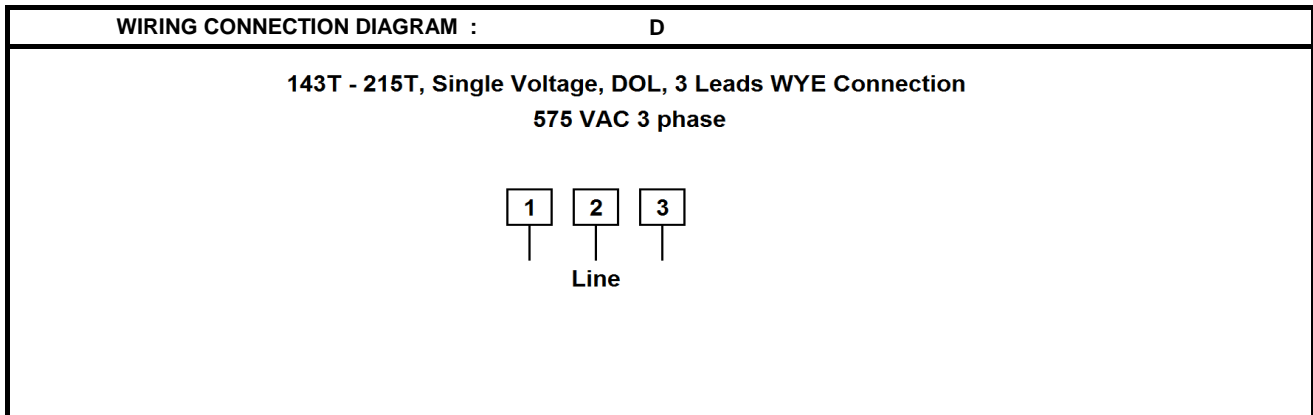 WIRING CONNECTION DIAGRAM : D
143T - 215T, Single Voltage, DOL, 3 Leads WYE Connection
575 VAC 3 phase
1 2 3
Line